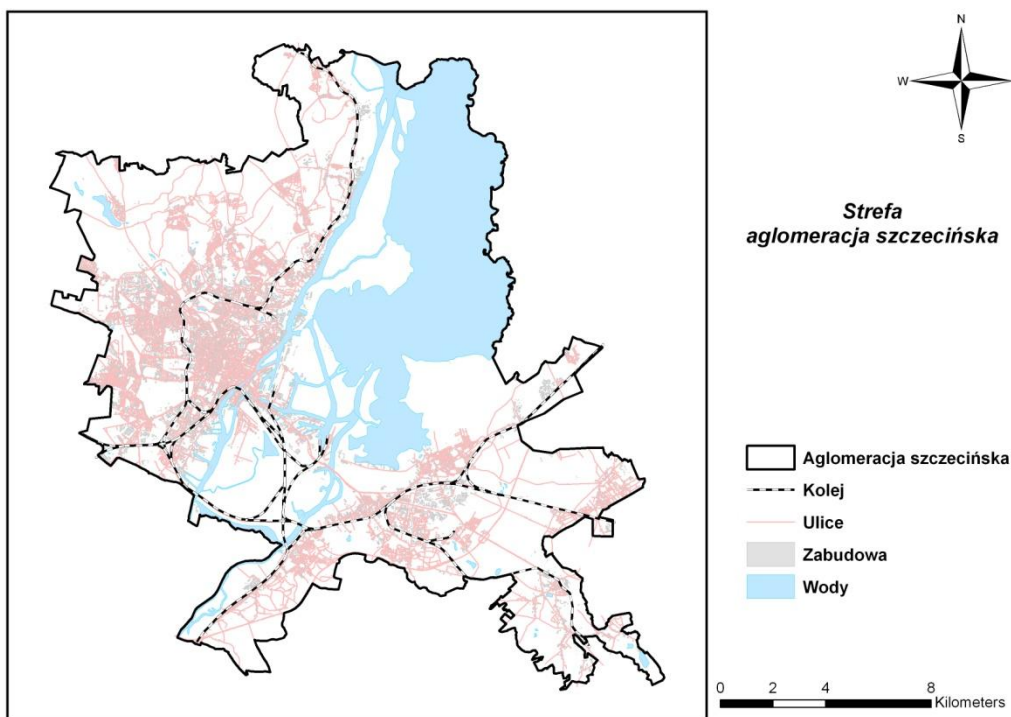 N
W
S
Strefa
aglomeracja szczecińska
Aglomeracja szczecińska
Kolej
Ulice
Zabudowa
Wody
0 2 4 8
Kilometers